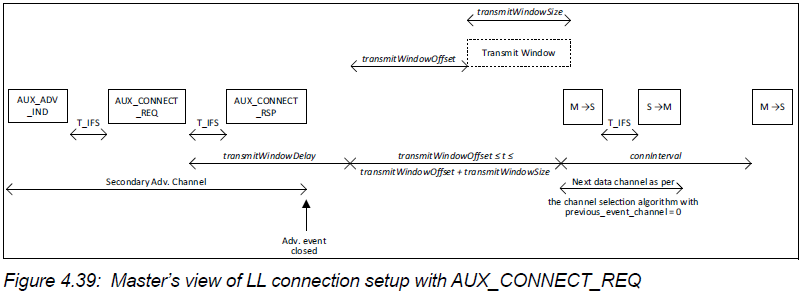 transmitWindowSize
Transmit Window
transmitWindowOffset
AUX_ADV
_IND
AUX_CONNECT
_REQ
AUX_CONNECT
_RSP
M →S
S →M
M →S
T_IFS
T_IFS
T_IFS
transmitWindowDelay
transmitWindowOffset ≤ t ≤
transmitWindowOffset + transmitWindowSize
connInterval
Secondary Adv. Channel
Next data channel as per
the channel selection algorithm with
previous_event_channel = 0
Adv. event
closed
Figure 4.39: Master's view of LL connection setup with AUX_CONNECT_REQ